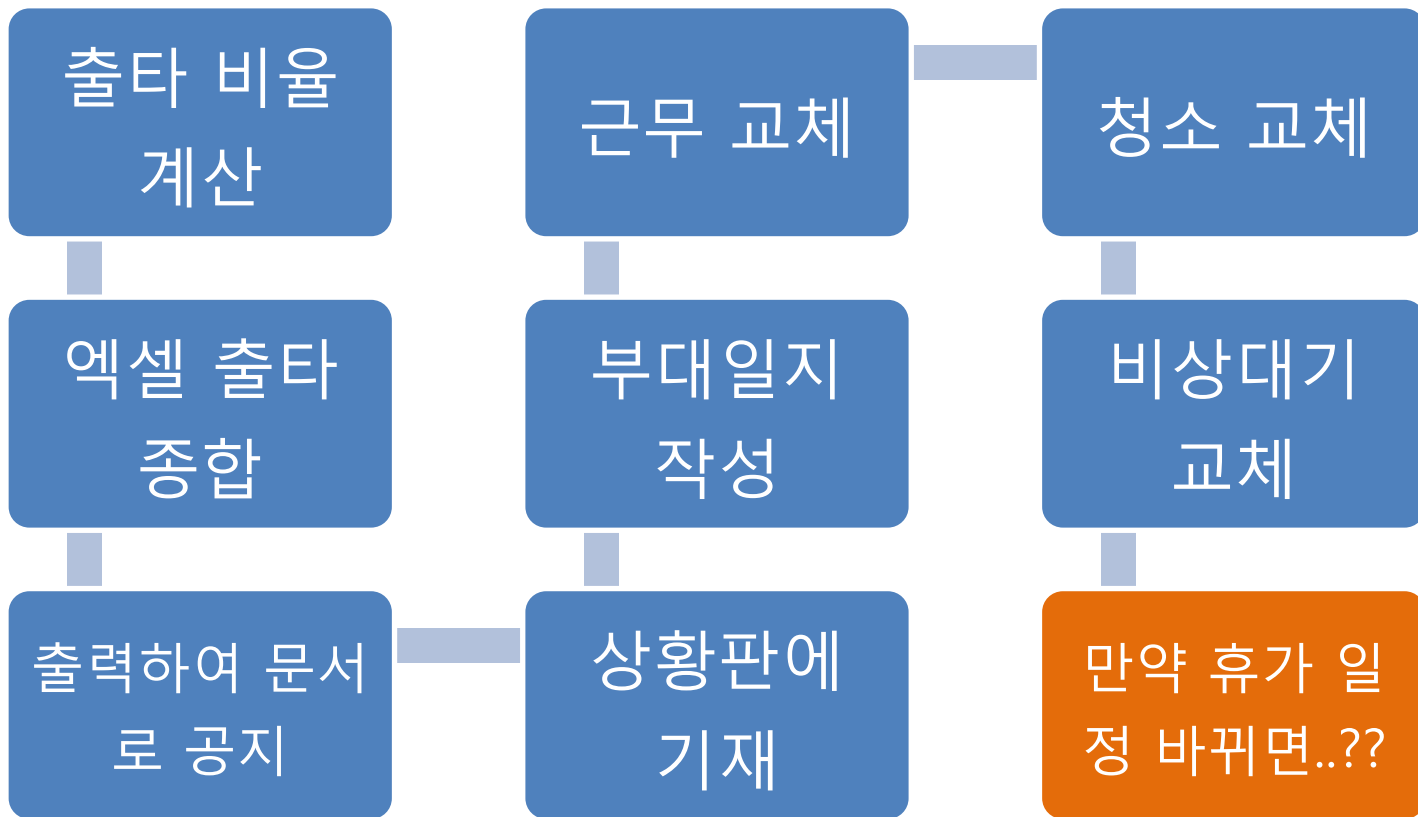 출타 비율
계산
엑셀 출타
종합
출력하여 문서
로 공지
상황판에
기재
부대일지
작성
근무 교체
청소 교체
비상대기
교체
만약 휴가 일
정 바뀌면..??